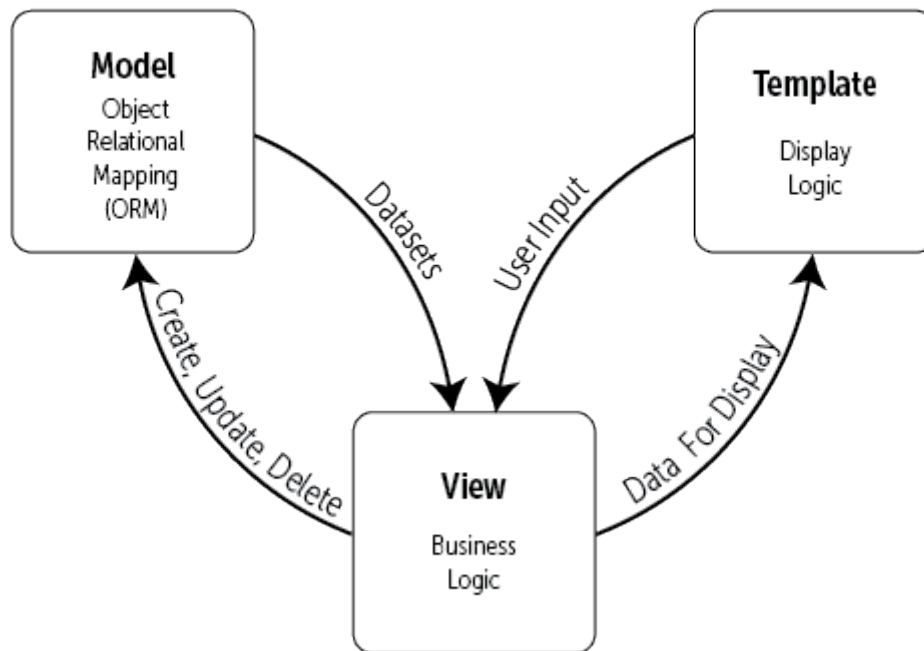 Model
Object
Relational
Mapping
(ORM)
Template
Display
Logic
Datasets
User Input
Create, Update, Delete
Data For Display
View
Business
Logic